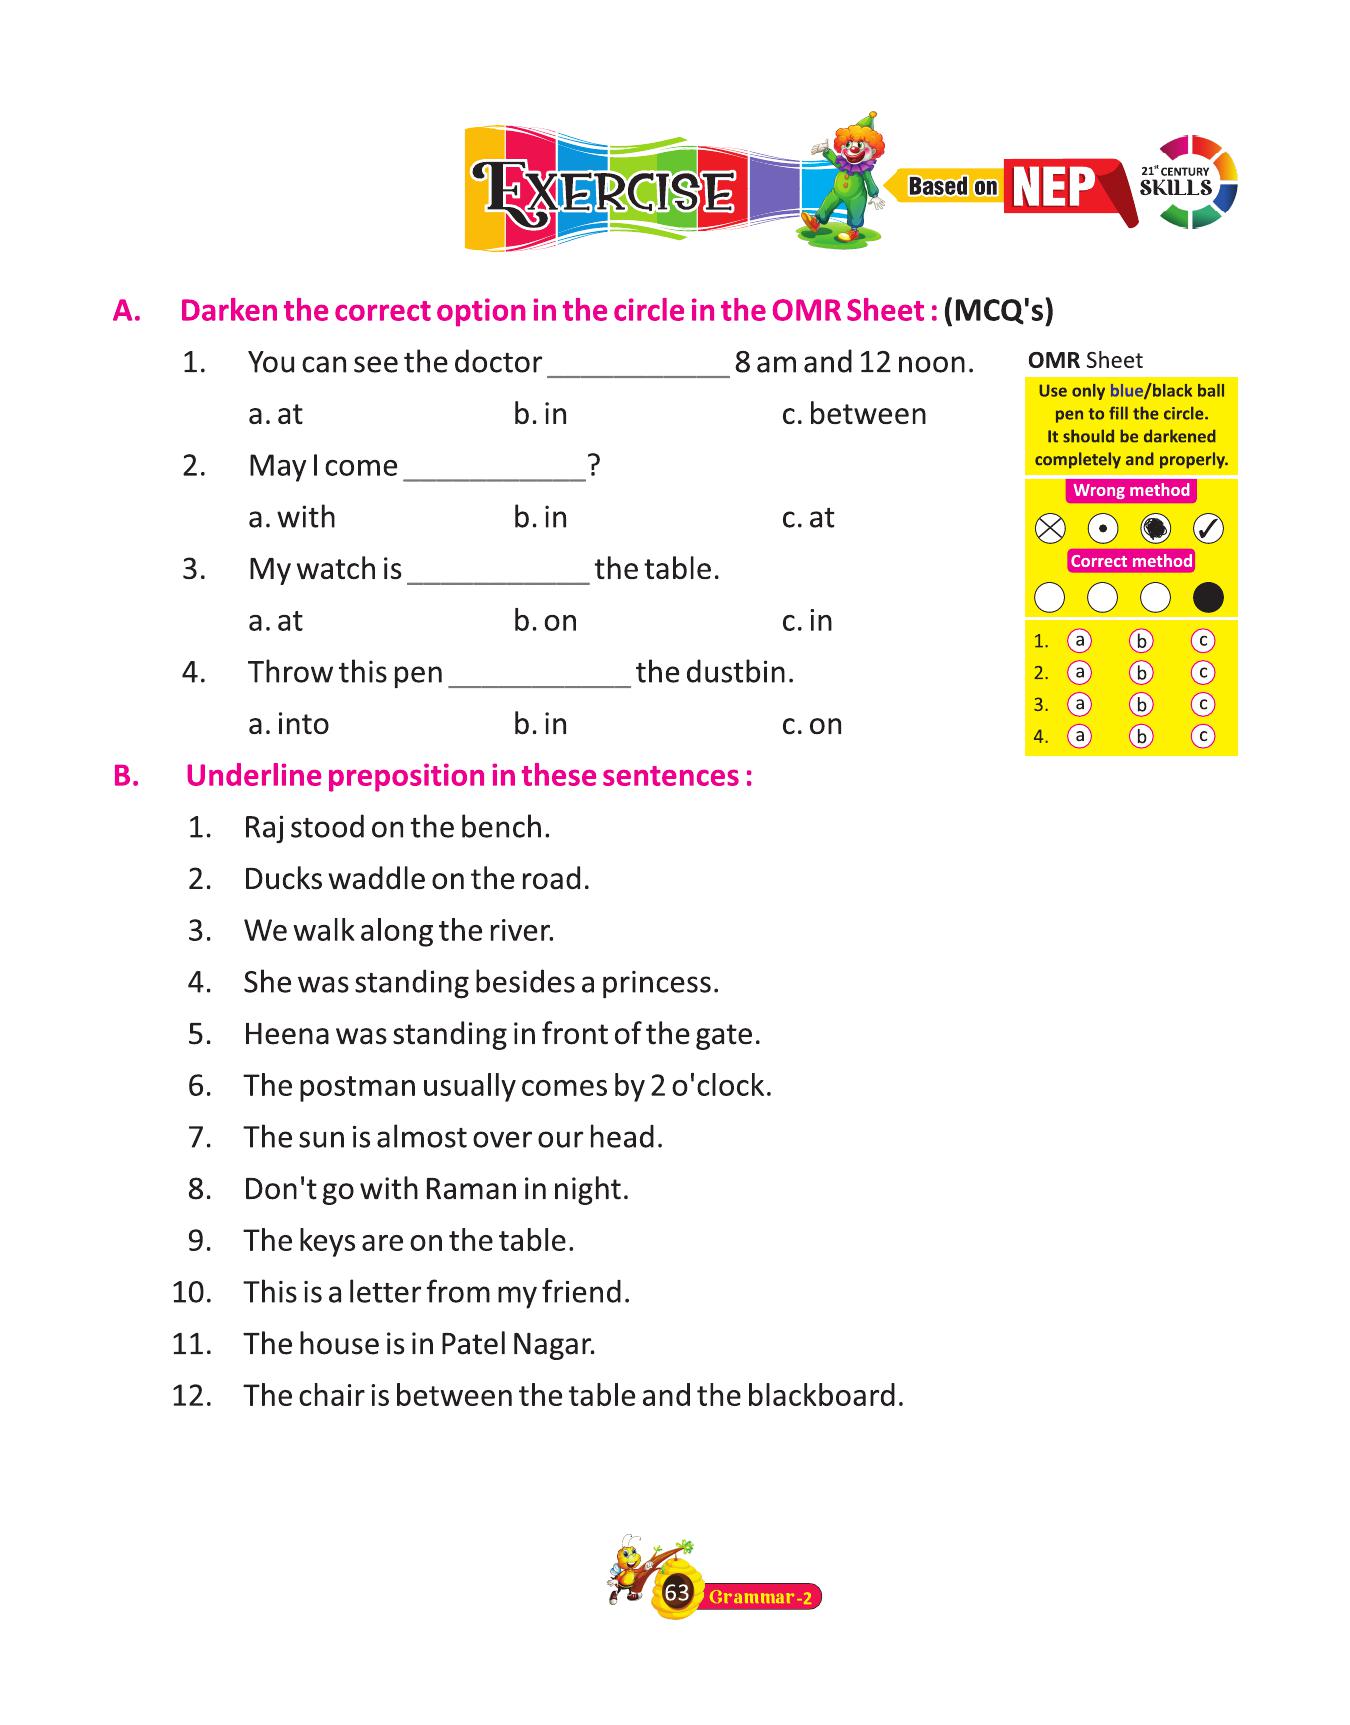 EXERCISE
Based on NEP
21st CENTURY
SKILLS
A. Darken the correct option in the circle in the OMR Sheet : (MCQ's)
1. You can see the doctor ____________ 8 am and 12 noon.
a. at b. in c. between
2. May I come ____________?
a. with b. in c. at
3. My watch is ____________ the table.
a. at b. on c. in
4. Throw this pen ____________ the dustbin.
a. into b. in c. on
OMR Sheet
Use only blue/black ball
pen to fill the circle.
It should be darkened
completely and properly.
Wrong method
Correct method
1. a b c
2. a b c
3. a b c
4. a b c
B. Underline preposition in these sentences :
1. Raj stood on the bench.
2. Ducks waddle on the road.
3. We walk along the river.
4. She was standing besides a princess.
5. Heena was standing in front of the gate.
6. The postman usually comes by 2 o'clock.
7. The sun is almost over our head.
8. Don't go with Raman in night.
9. The keys are on the table.
10. This is a letter from my friend.
11. The house is in Patel Nagar.
12. The chair is between the table and the blackboard.
63 Grammar-2